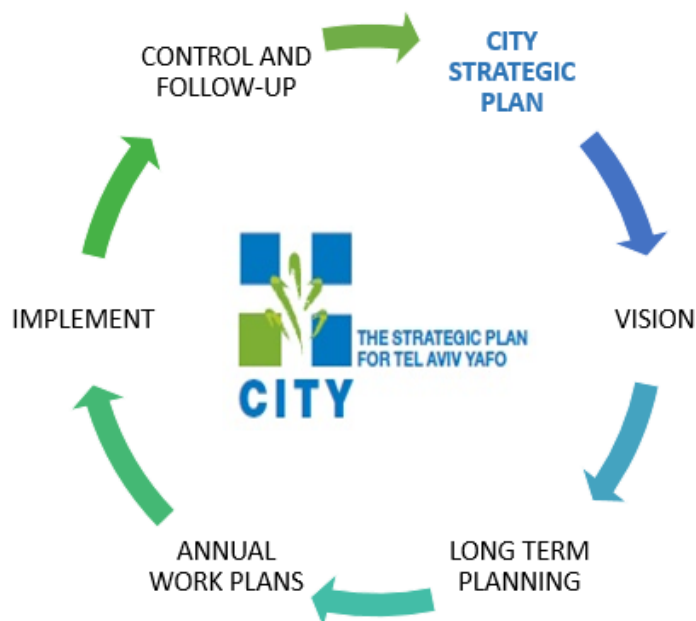 CONTROL AND
FOLLOW-UP
CITY
STRATEGIC
PLAN
VISION
LONG TERM
PLANNING
ANNUAL
WORK PLANS
IMPLEMENT
THE STRATEGIC PLAN
FOR TEL AVIV YAFO
CITY